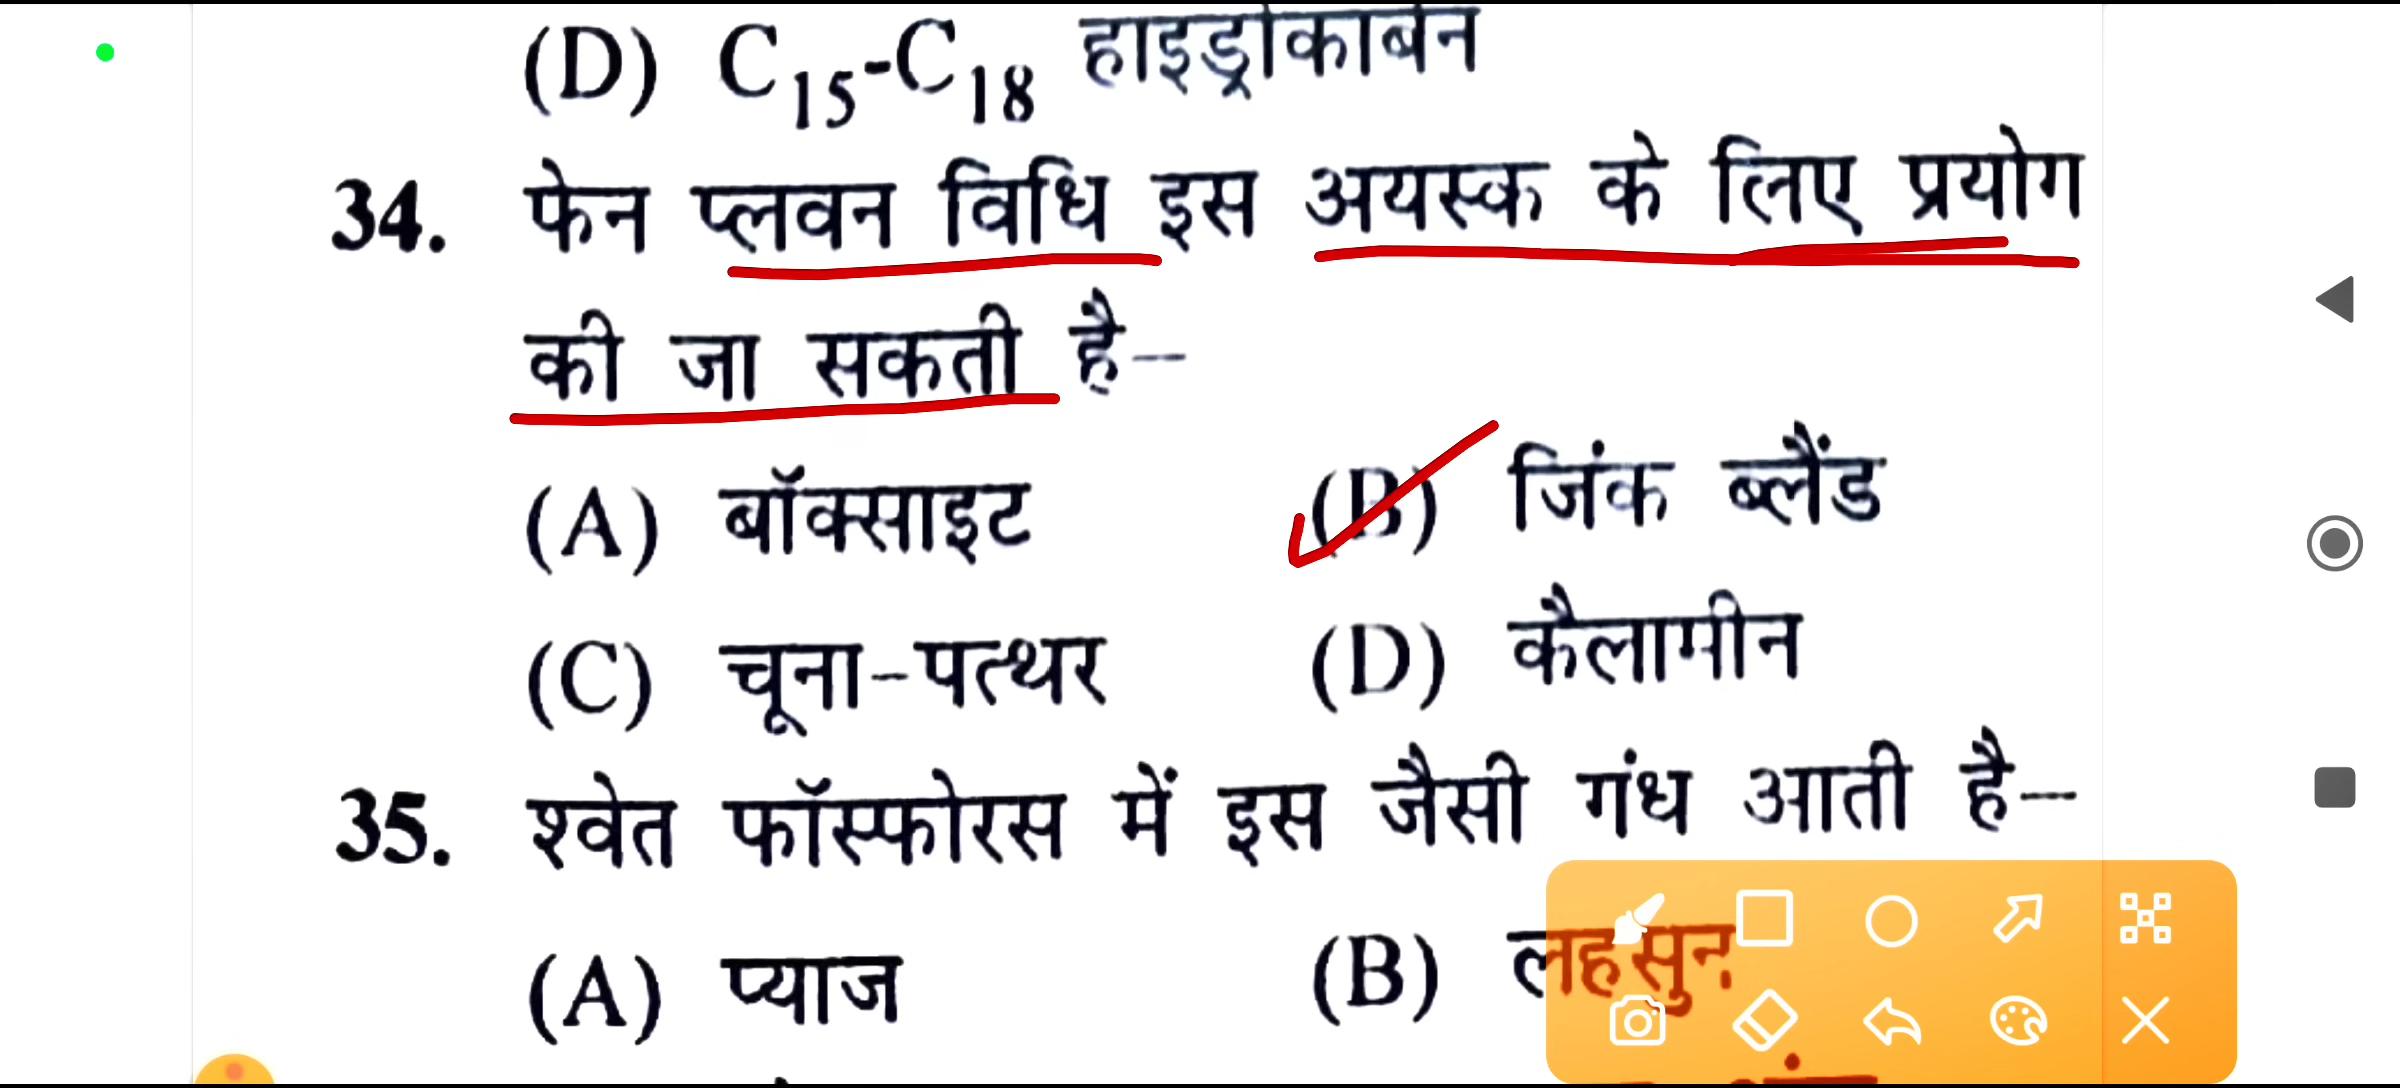 (D) C15-C18 हाइड्रोकार्बन
34. फेन प्लवन विधि इस अयस्क के लिए प्रयोग
की जा सकती है–
(A) बॉक्साइट (B) जिंक ब्लैंड
(C) चूना-पत्थर (D) कैलामीन
35. श्वेत फॉस्फोरस में इस जैसी गंध आती है–
(A) प्याज (B) लहसुन